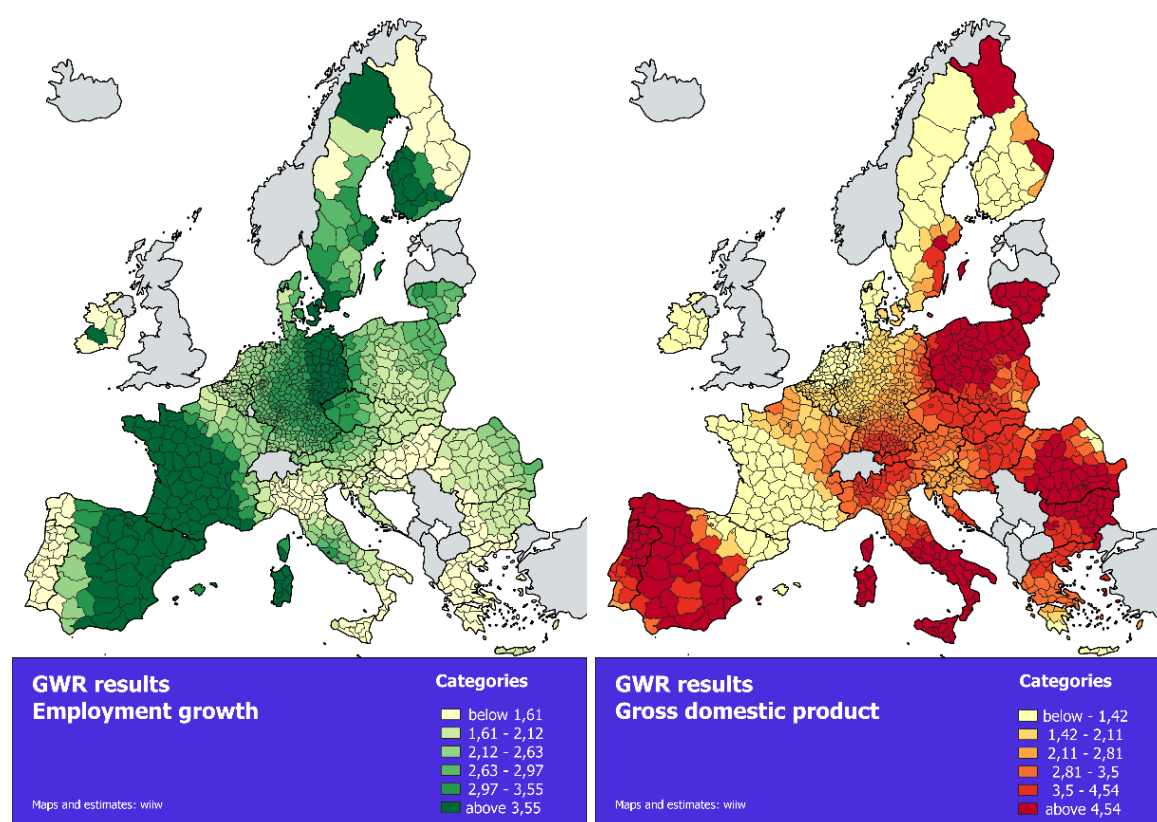 GWR results
Employment growth
Categories
below 1,61
1,61 - 2,12
2,12 - 2,63
2,63 - 2,97
2,97 - 3,55
above 3,55
Maps and estimates: wiiw
GWR results
Gross domestic product
Categories
below - 1,42
1,42 - 2,11
2,11 - 2,81
2,81 - 3,5
3,5 - 4,54
above 4,54
Maps and estimates: wiiw